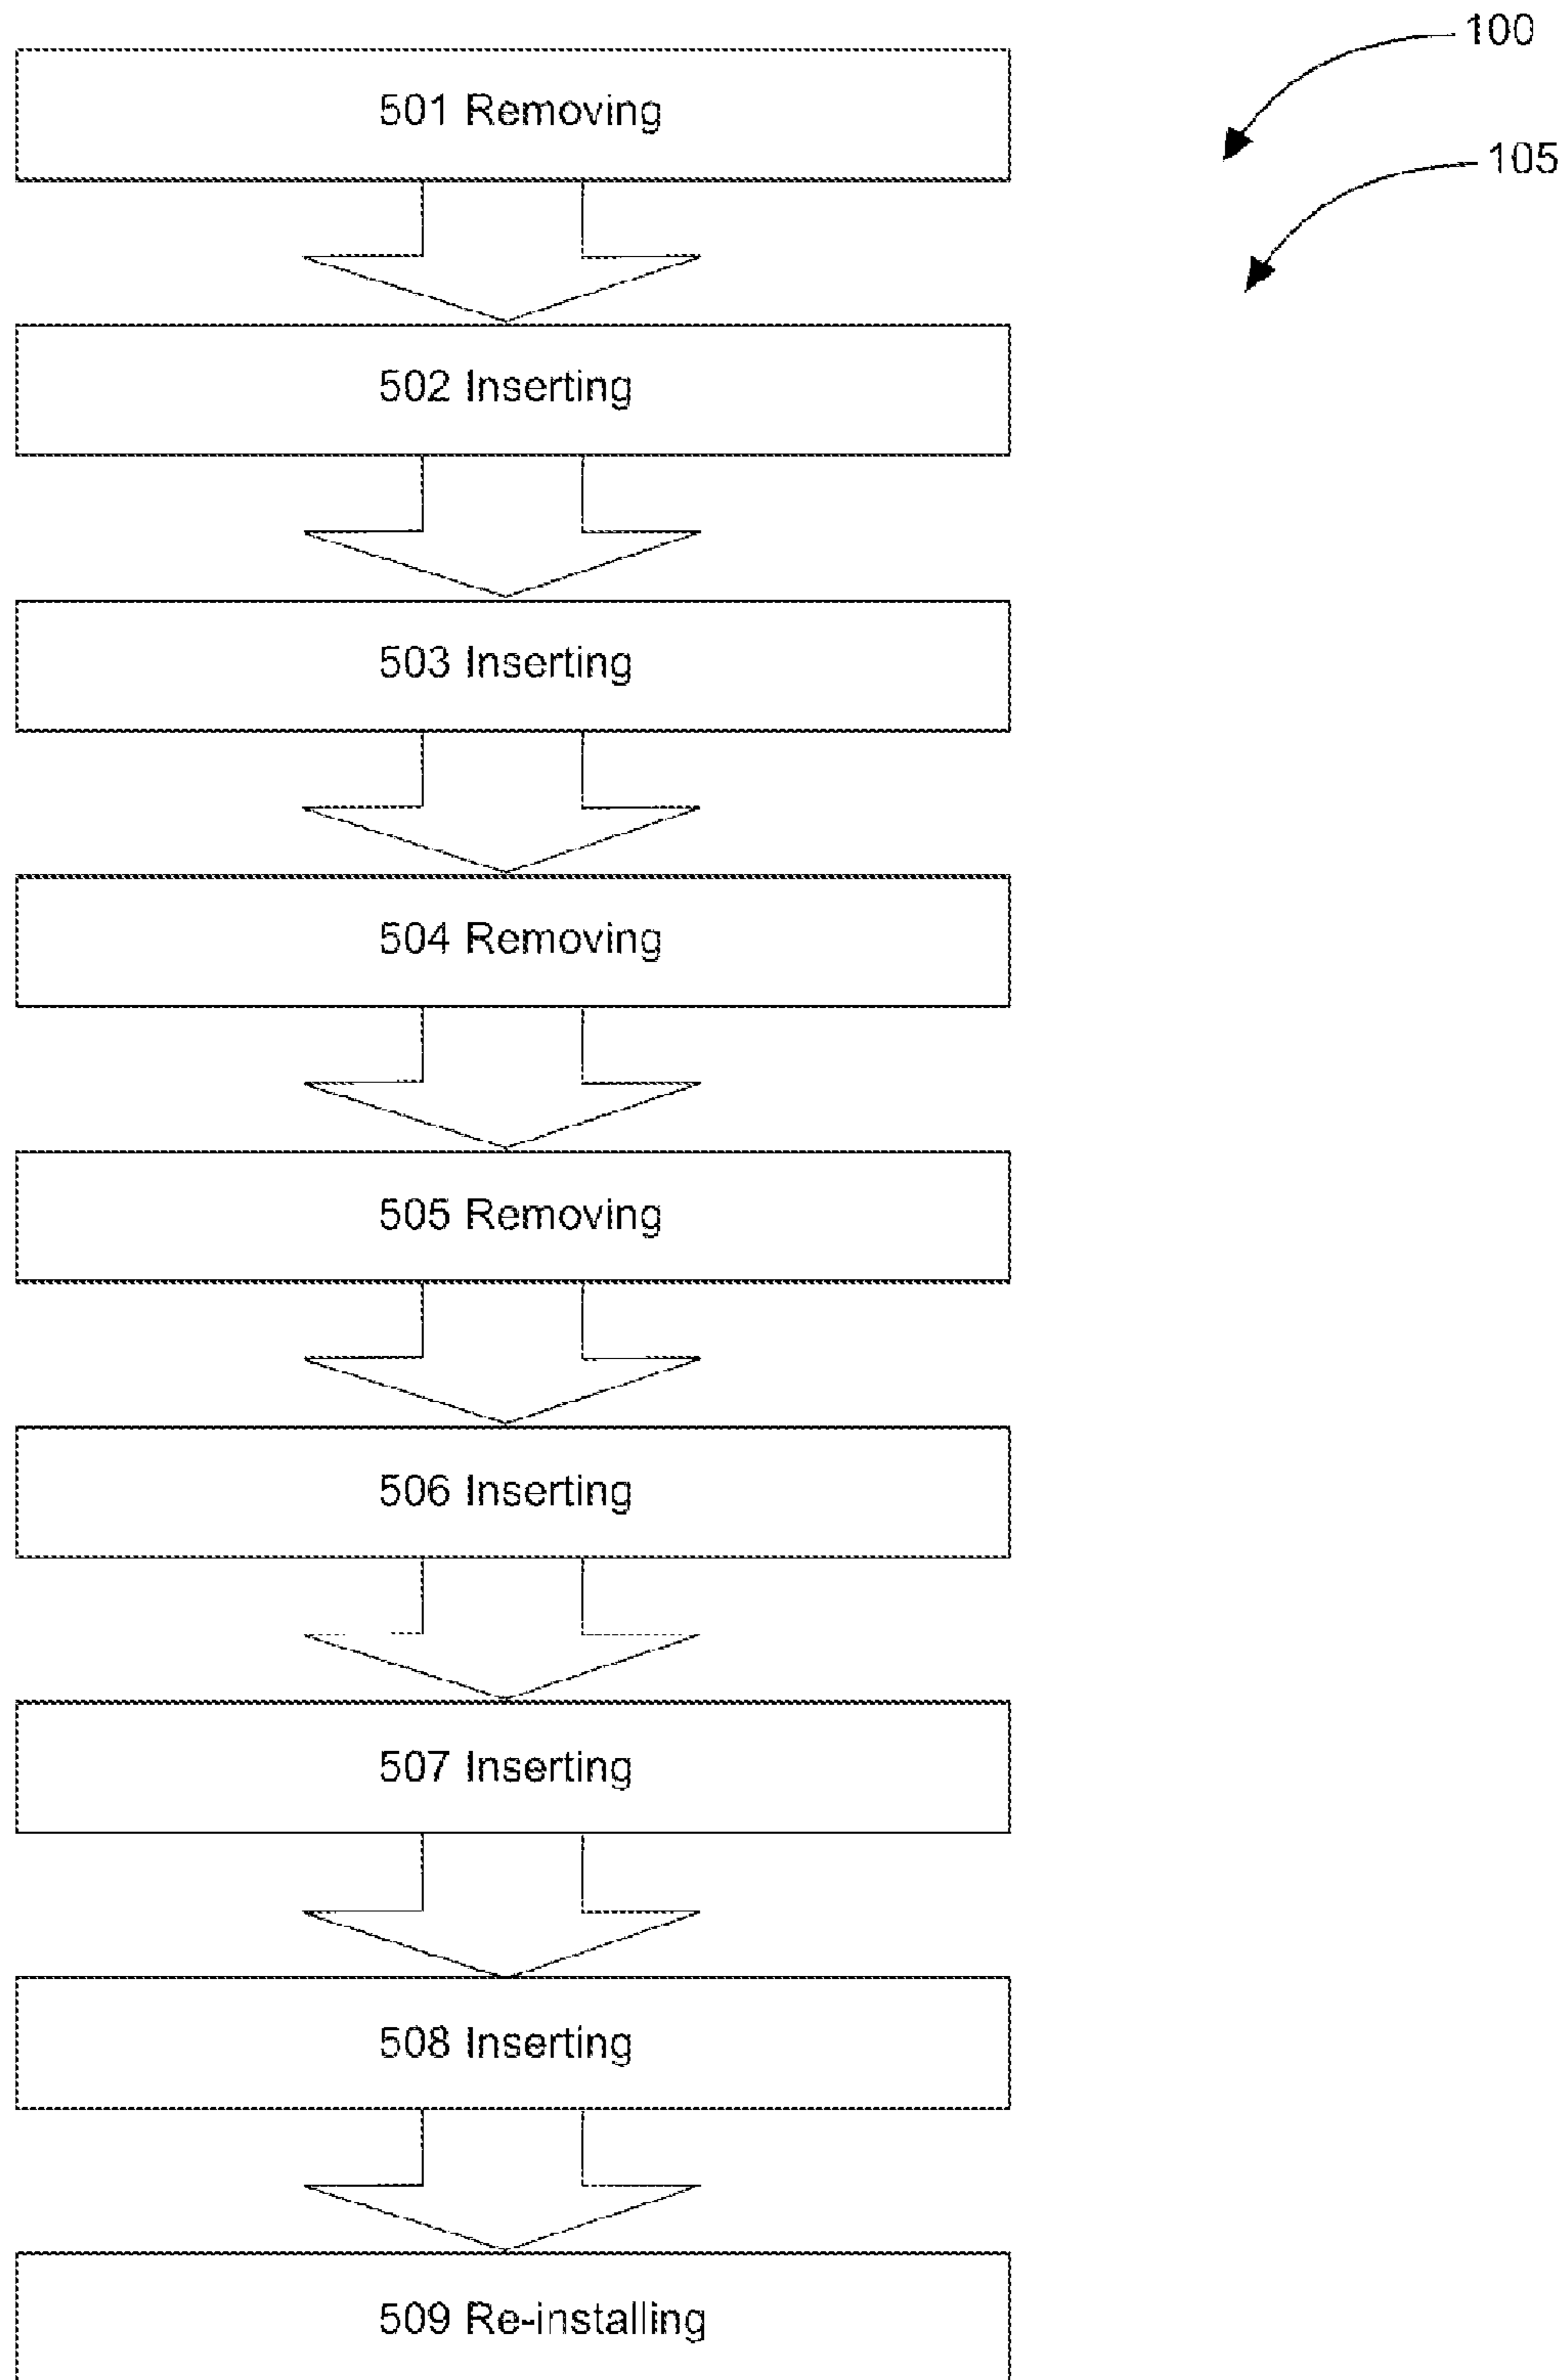 100
501 Removing
105
502 Inserting
503 Inserting
504 Removing
505 Removing
506 Inserting
507 Inserting
508 Inserting
509 Re-installing